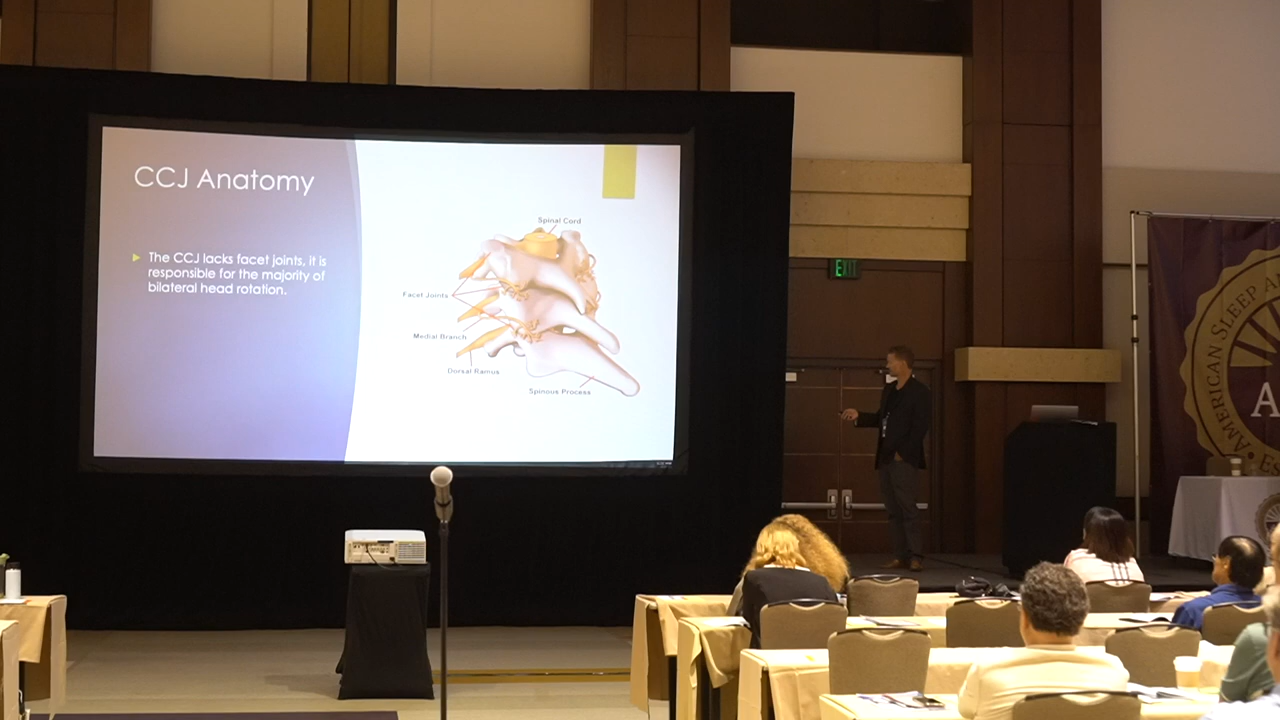 CCJ Anatomy
The CCJ lacks facet joints, it is
responsible for the majority of
bilateral head rotation.
Spinal Cord
Facet Joints
Medial Branch
Dorsal Ramus
Spinous Process
EXIT
AMERICAN SLEEP A
A
ES